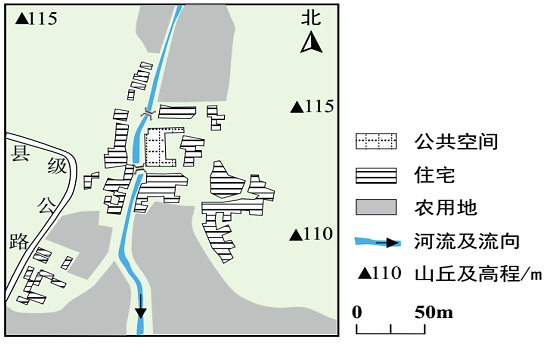 ▲115
北
▲115
县级公路
▲110
公共空间
住宅
农用地
河流及流向
▲110 山丘及高程/m
0 50m